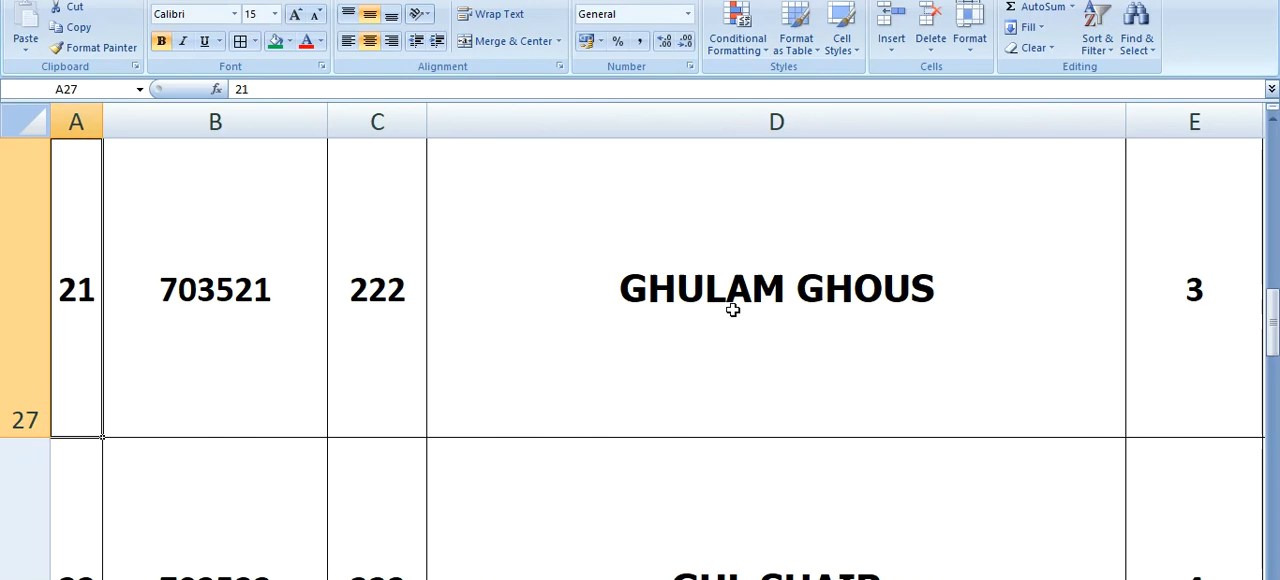 Cut
Calibri 15 A A
Wrap Text
General
AutoSum
Copy
Fill
Paste
Format Painter
B I U
A
Merge & Center
% ,
Conditional Formatting
Format as Table
Cell Styles
Insert Delete Format
Clear
Sort & Filter
Find & Select
Clipboard Font Alignment Number Styles Cells Editing
A27 fx 21
A B C D E
21 703521 222 GHULAM GHOUS 3
27